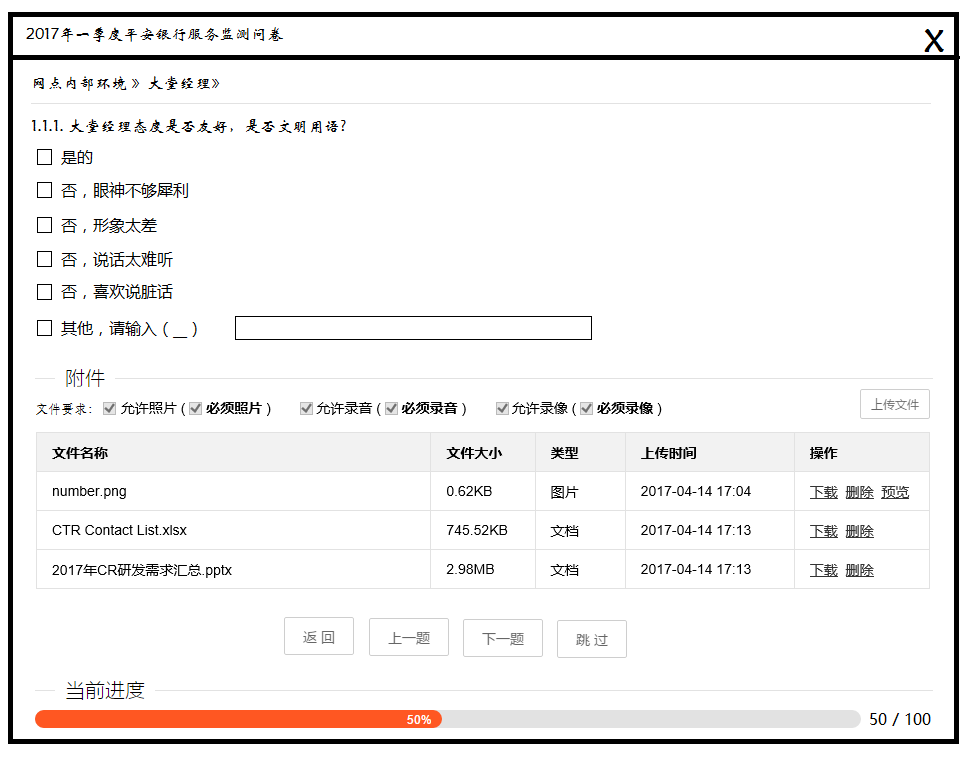 2017年一季度平安银行服务监测问卷
X
网点内部环境》大堂经理》
1.1.1. 大堂经理态度是否友好，是否文明用语?
是的
否，眼神不够犀利
否，形象太差
否，说话太难听
否，喜欢说脏话
其他，请输入（__）
附件
文件要求： 允许照片 ( 必须照片 ) 允许录音 ( 必须录音 ) 允许录像 ( 必须录像 )
上传文件
文件名称 文件大小 类型 上传时间 操作
number.png 0.62KB 图片 2017-04-14 17:04 下载 删除 预览
CTR Contact List.xlsx 745.52KB 文档 2017-04-14 17:13 下载 删除
2017年CR研发需求汇总.pptx 2.98MB 文档 2017-04-14 17:13 下载 删除
返 回 上一题 下一题 跳 过
当前进度
50% 50 / 100